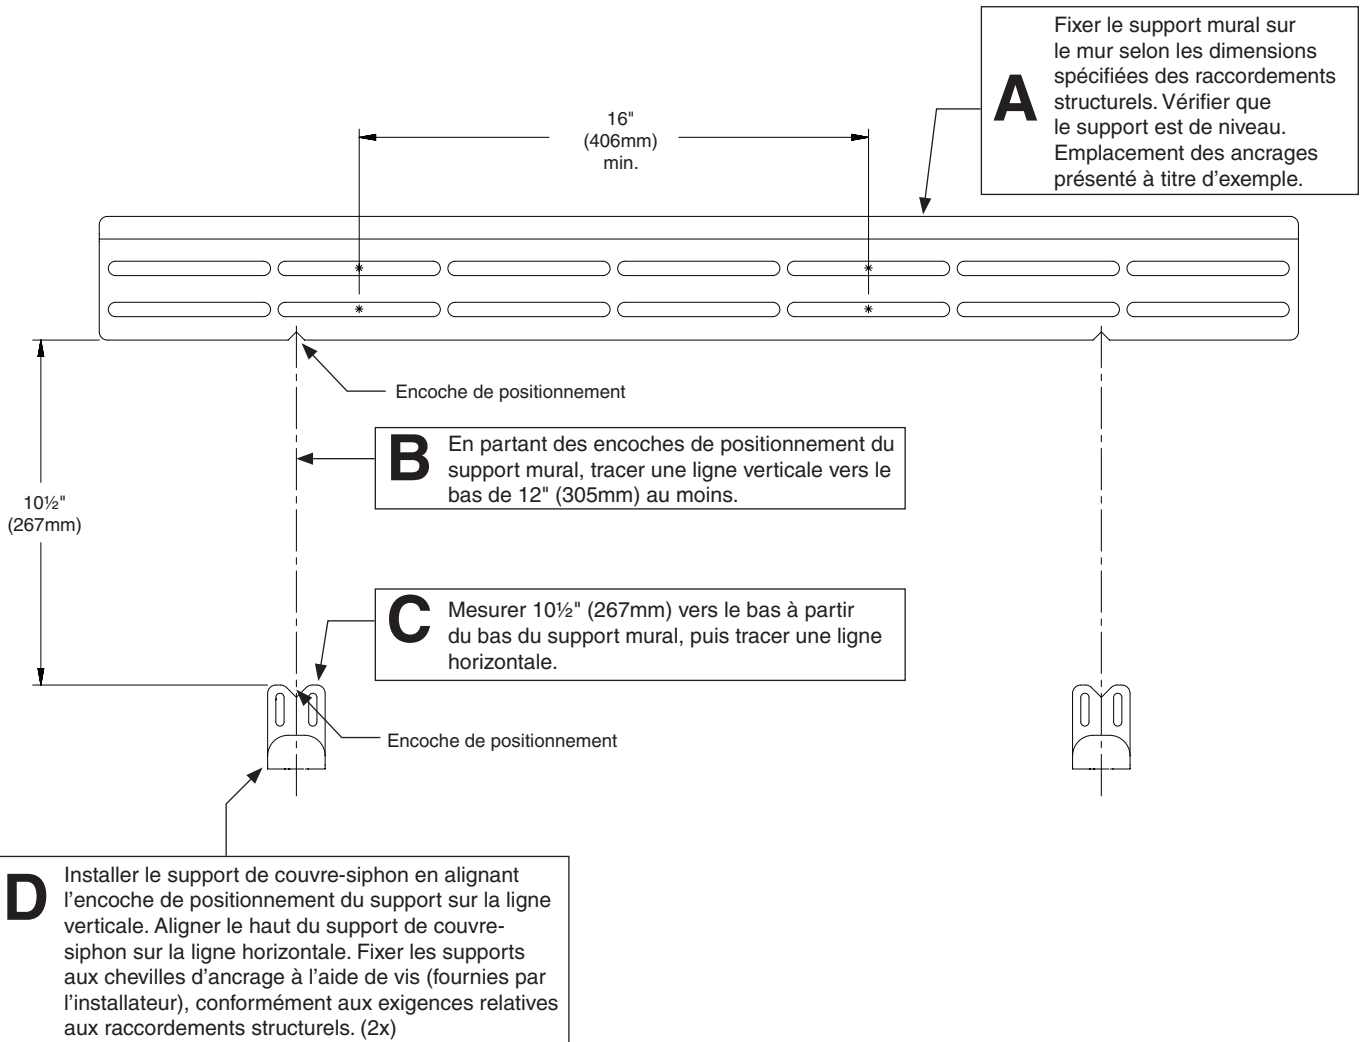 Fixer le support mural sur
le mur selon les dimensions
spécifiées des raccordements
structurels. Vérifier que
le support est de niveau.
Emplacement des ancrages
présenté à titre d’exemple.
A
16"
(406mm)
min.
Encoche de positionnement
B
En partant des encoches de positionnement du
support mural, tracer une ligne verticale vers le
bas de 12" (305mm) au moins.
10½"
(267mm)
C
Mesurer 10½" (267mm) vers le bas à partir
du bas du support mural, puis tracer une ligne
horizontale.
Encoche de positionnement
D
Installer le support de couvre-siphon en alignant
l’encoche de positionnement du support sur la ligne
verticale. Aligner le haut du support de couvre-
siphon sur la ligne horizontale. Fixer les supports
aux chevilles d’ancrage à l’aide de vis (fournies par
l’installateur), conformément aux exigences relatives
aux raccordements structurels. (2x)